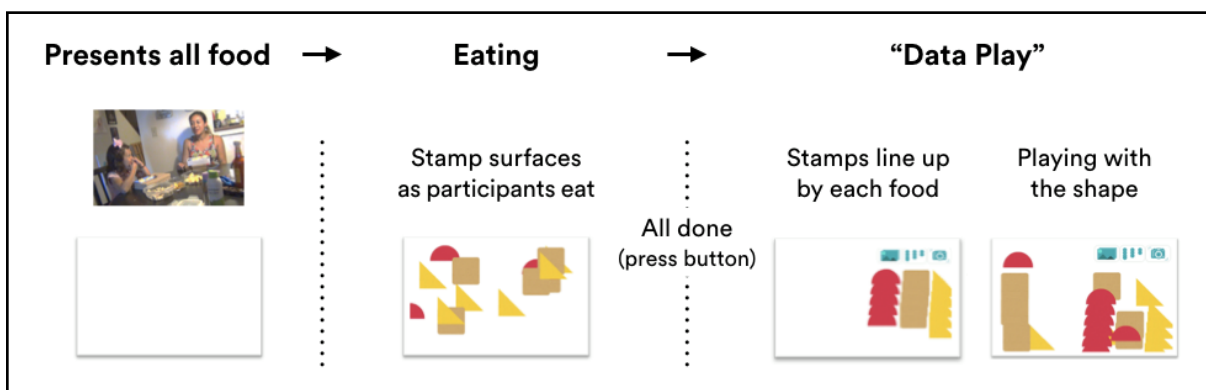 Presents all food → Eating → “Data Play”
Stamp surfaces
as participants eat
All done
(press button)
Stamps line up
by each food
Playing with
the shape